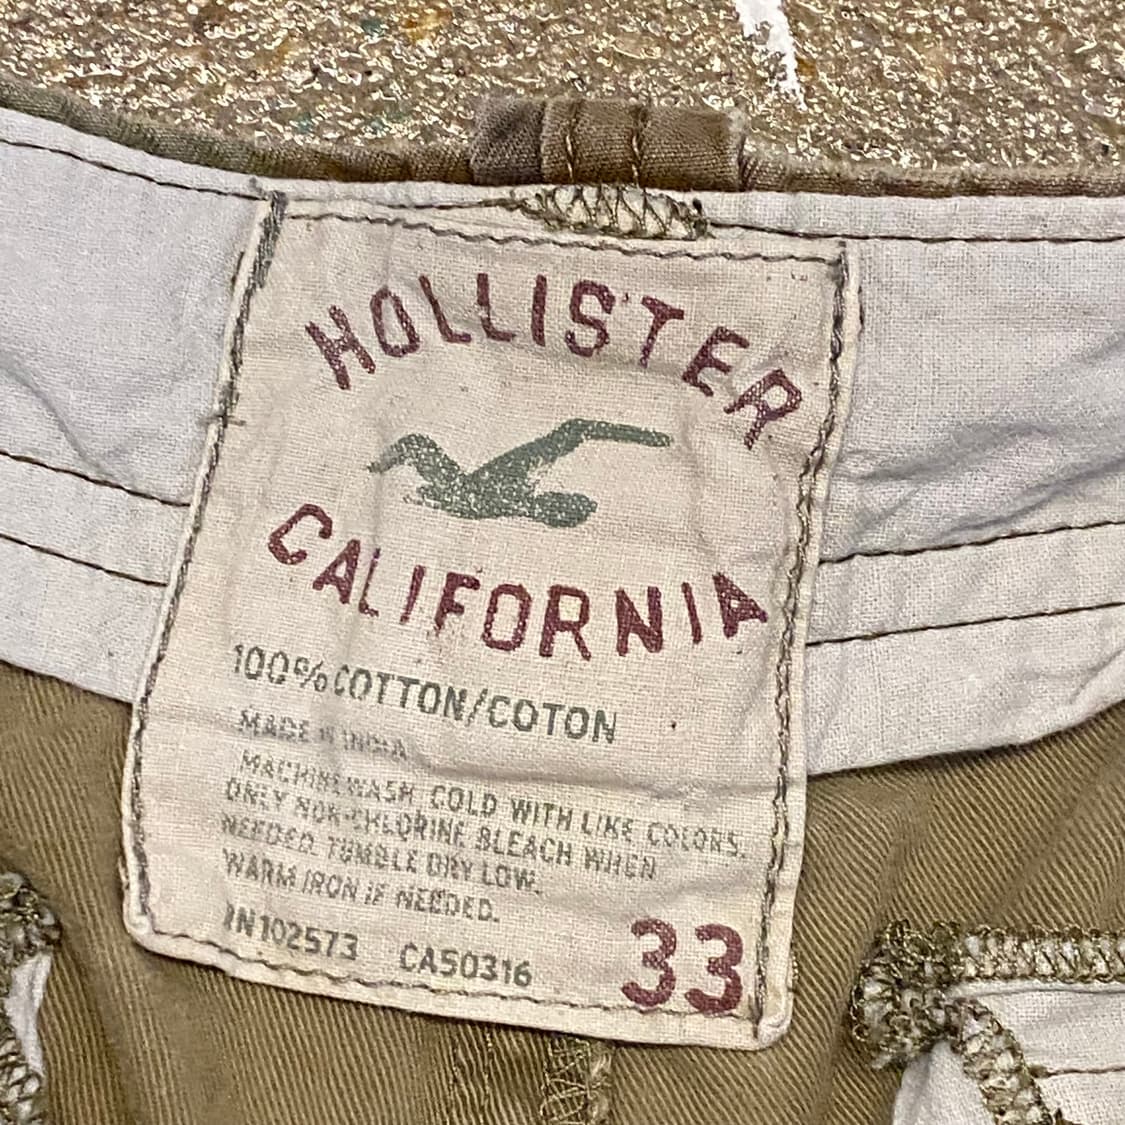 HOLLISTER
CALIFORNIA
100% COTTON/COTON
MADE IN INDIA
MACHINE WASH COLD WITH LIKE COLORS.
ONLY NON-CHLORINE BLEACH WHEN
NEEDED. TUMBLE DRY LOW.
WARM IRON IF NEEDED.
RN102573 CA50316
33